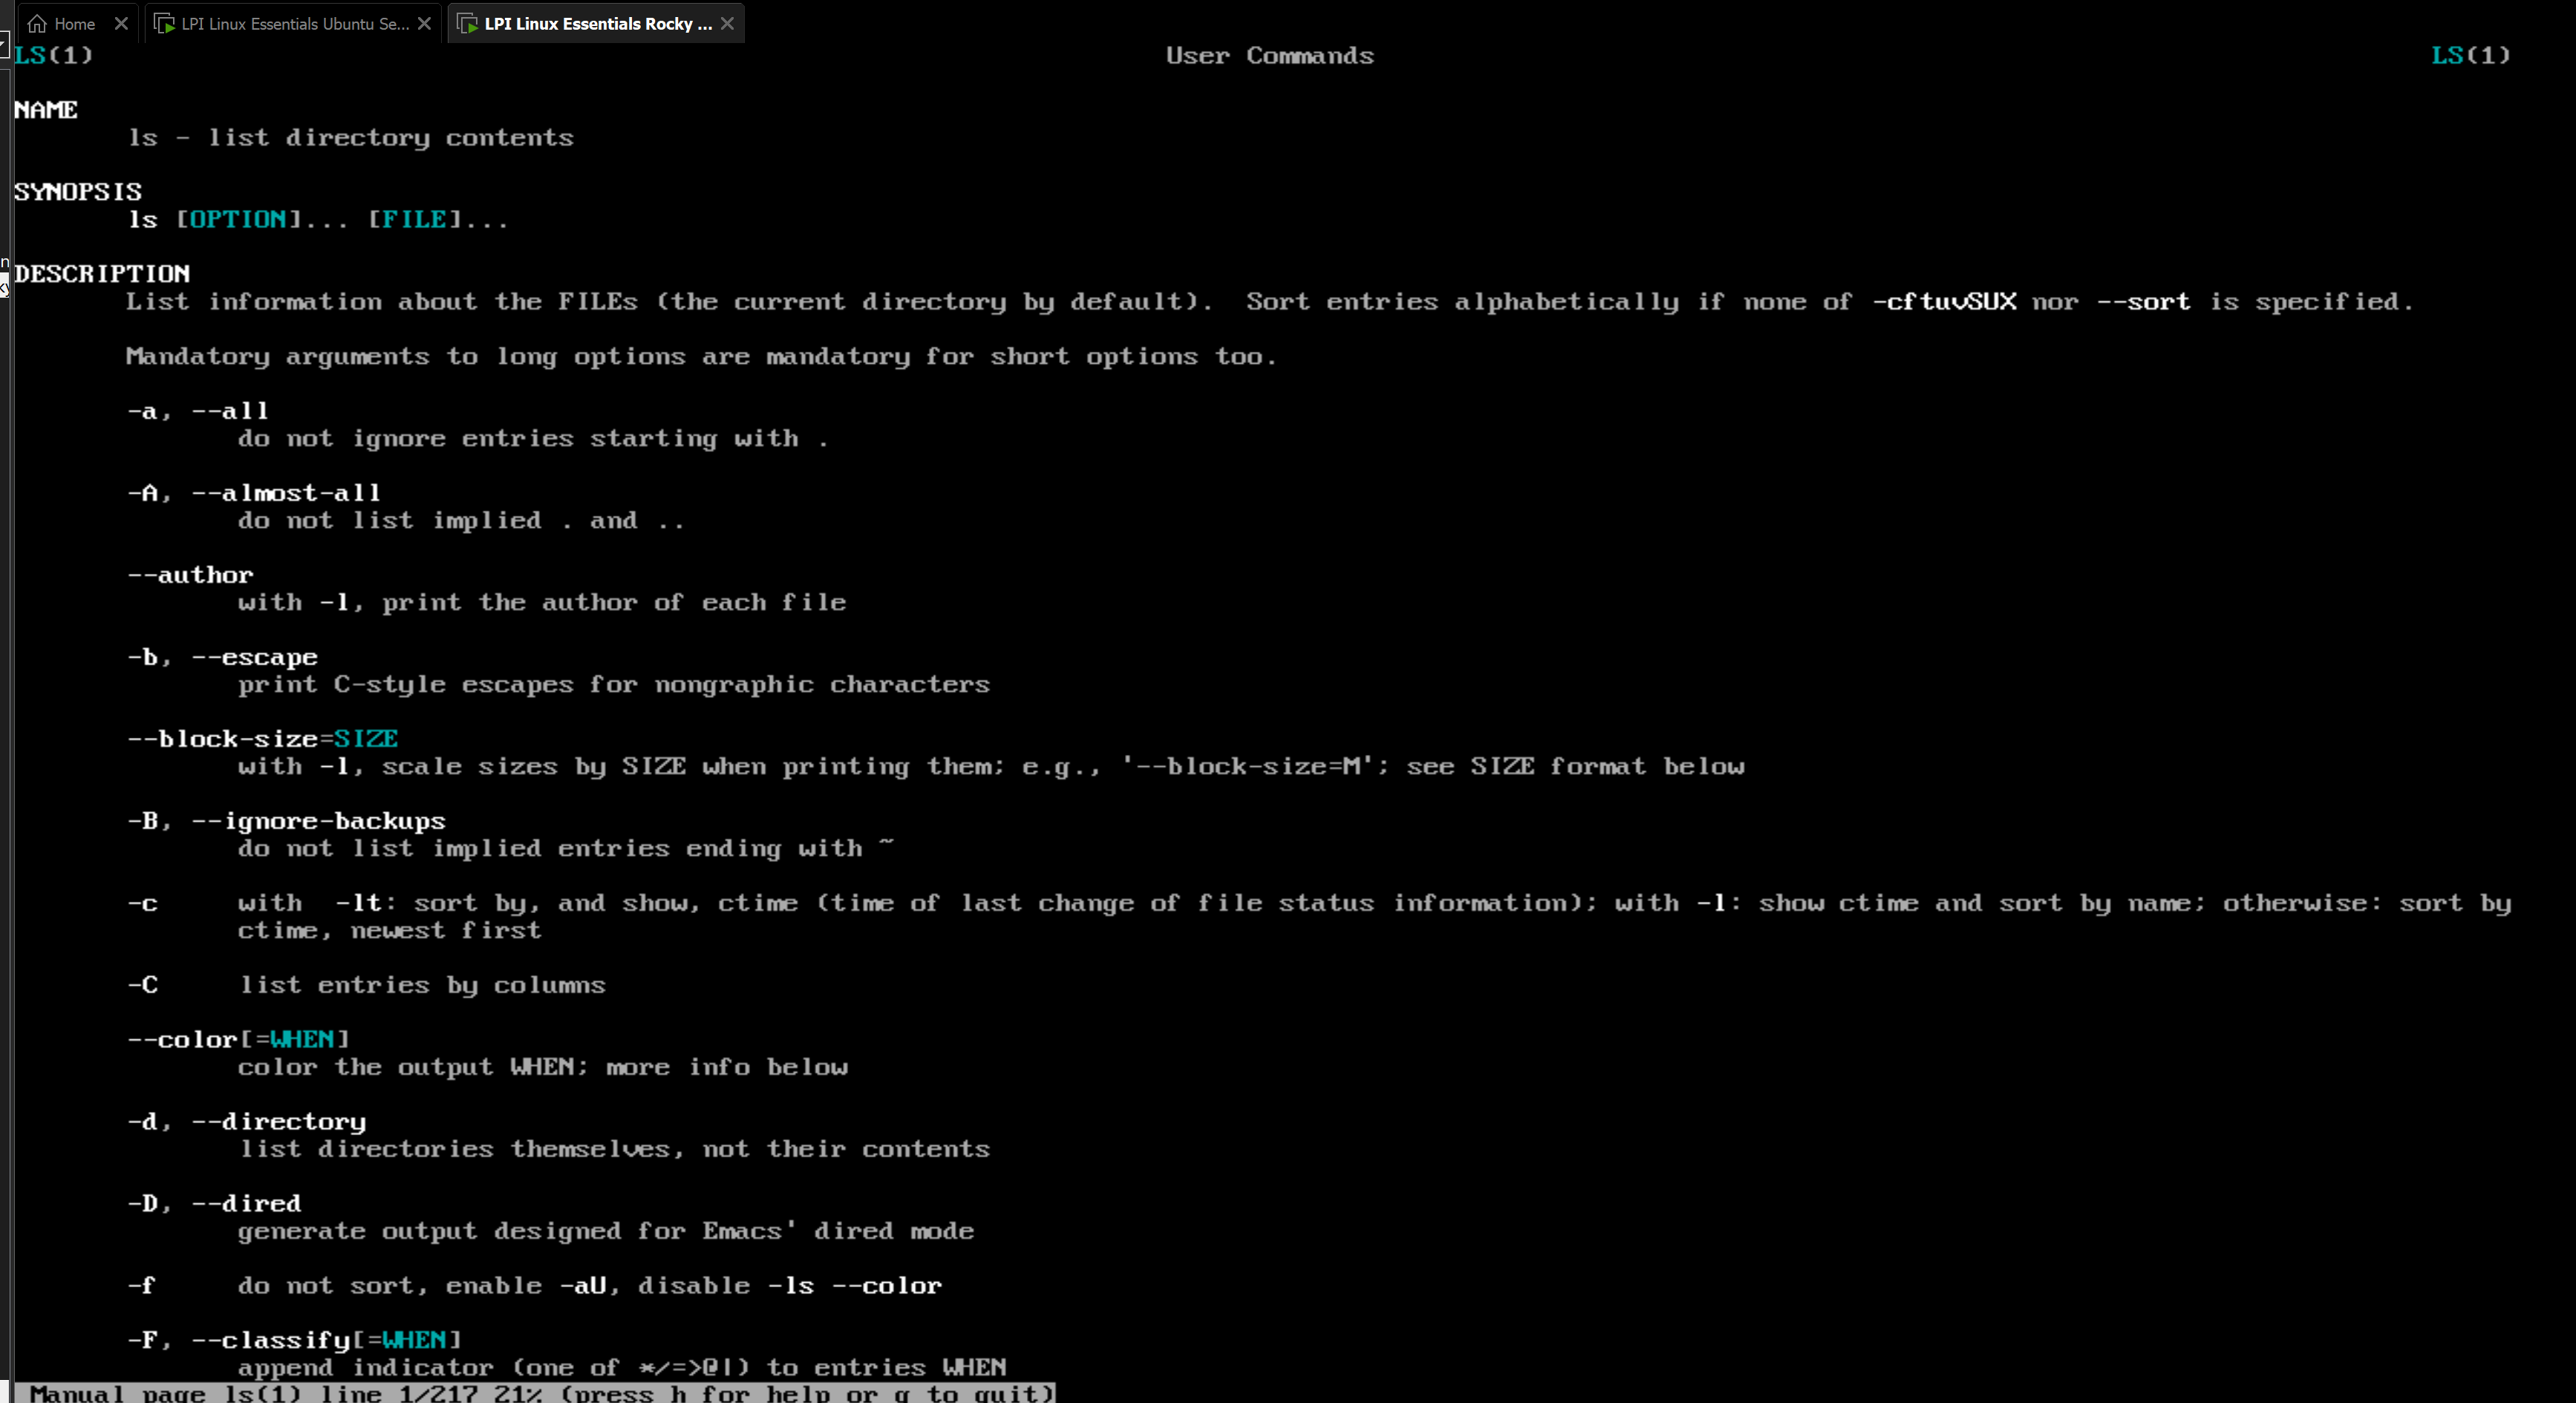 Home
LPI Linux Essentials Ubuntu Se...
LPI Linux Essentials Rocky ...
LS(1) User Commands LS(1)
NAME
ls - list directory contents
SYNOPSIS
ls [OPTION]... [FILE]...
DESCRIPTION
List information about the FILEs (the current directory by default). Sort entries alphabetically if none of -cftuvSUX nor --sort is specified.
Mandatory arguments to long options are mandatory for short options too.
-a, --all
do not ignore entries starting with .
-A, --almost-all
do not list implied . and ..
--author
with -l, print the author of each file
-b, --escape
print C-style escapes for nongraphic characters
--block-size=SIZE
with -l, scale sizes by SIZE when printing them; e.g., '--block-size=M'; see SIZE format below
-B, --ignore-backups
do not list implied entries ending with ~
-c with -lt: sort by, and show, ctime (time of last change of file status information); with -l: show ctime and sort by name; otherwise: sort by
ctime, newest first
-C list entries by columns
--color[=WHEN]
color the output WHEN; more info below
-d, --directory
list directories themselves, not their contents
-D, --dired
generate output designed for Emacs' dired mode
-f do not sort, enable -aU, disable -ls --color
-F, --classify[=WHEN]
append indicator (one of */=>@|) to entries WHEN
Manual page ls(1) line 1/217 21% (press h for help or q to quit)